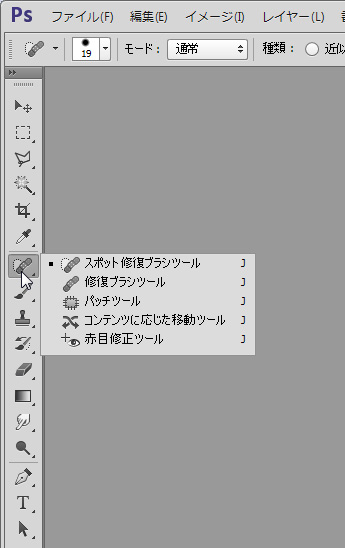 Ps ファイル(F) 編集(E) イメージ(I) レイヤー(L)
19 モード: 通常 種類: 近似
スポット修復ブラシツール J
修復ブラシツール J
パッチツール J
コンテンツに応じた移動ツール J
赤目修正ツール J
T